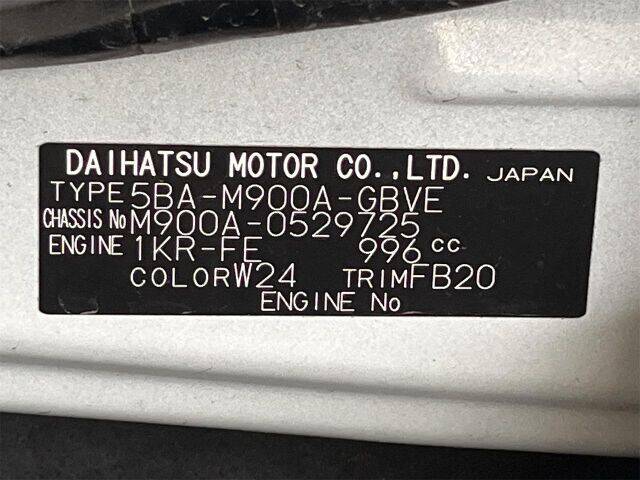 DAIHATSU MOTOR CO.,LTD. JAPAN
TYPE 5BA-M900A-GBVE
CHASSIS No M900A-0529725
ENGINE 1KR-FE 996 cc
COLOR W24 TRIM FB20
ENGINE No